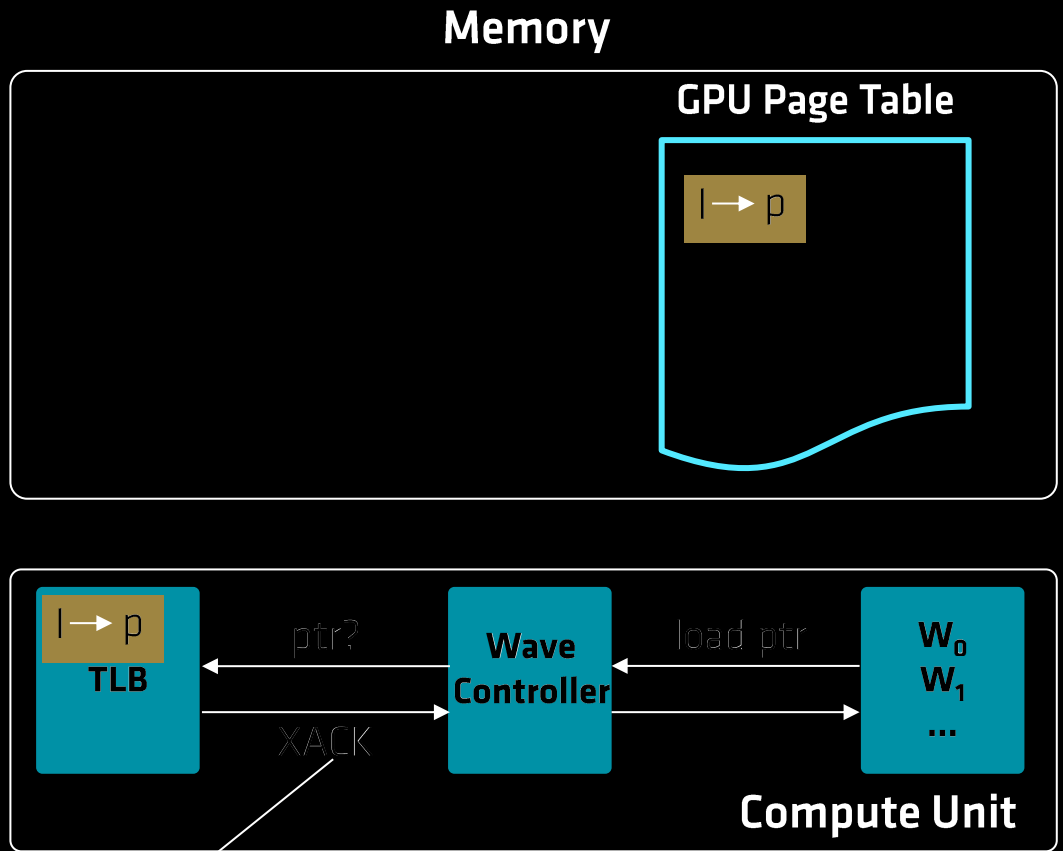 Memory
GPU Page Table
l → p
l → p
TLB
ptr?
XACK
Wave
Controller
load ptr
W₀
W₁
...
Compute Unit